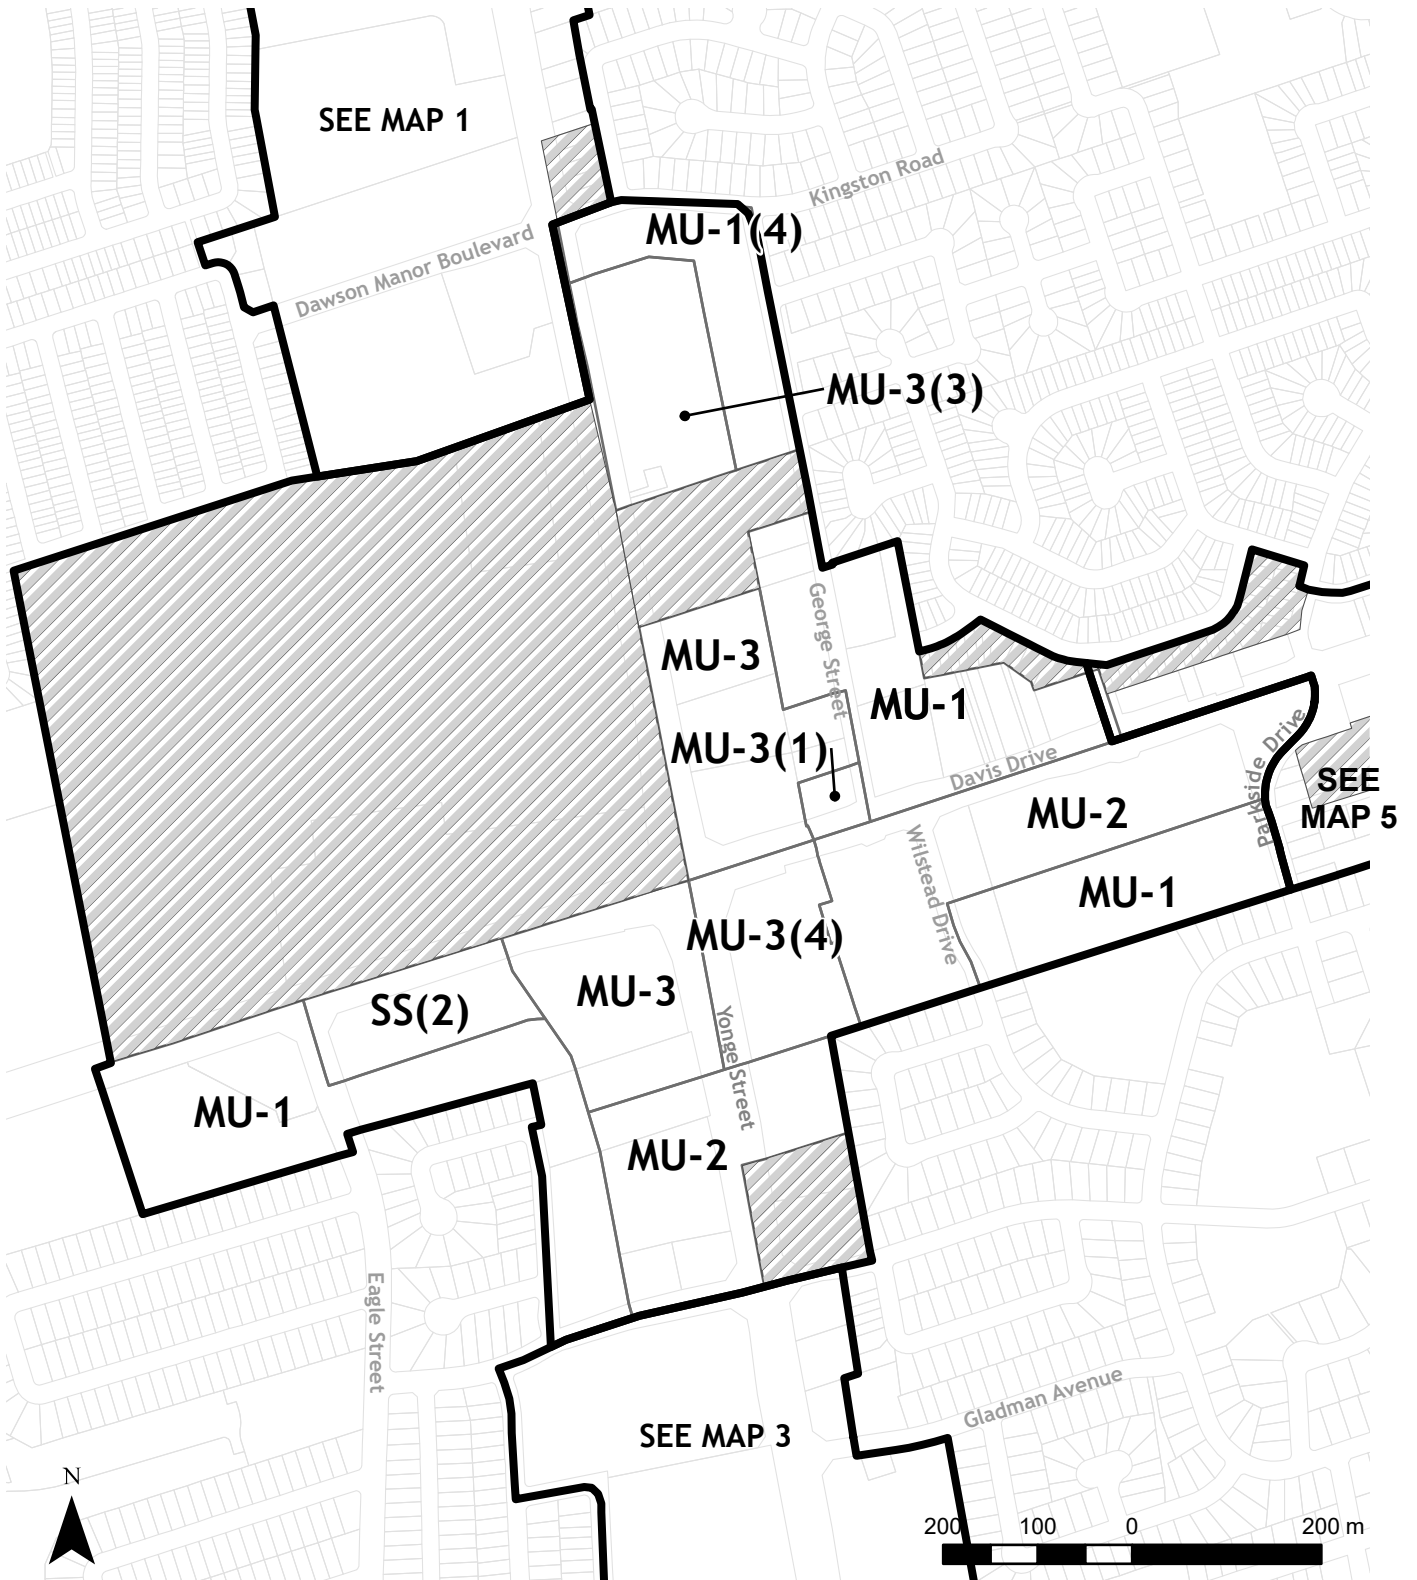 SEE MAP 1
Kingston Road
MU-1(4)
Dawson Manor Boulevard
MU-3(3)
George Street
MU-3
MU-1
MU-3(1)
Davis Drive
Parkside Drive
SEE
MAP 5
MU-2
Wilstead Drive
MU-1
MU-3(4)
MU-3
SS(2)
Yonge Street
MU-1
MU-2
Eagle Street
Gladman Avenue
SEE MAP 3
N
200 100 0 200 m